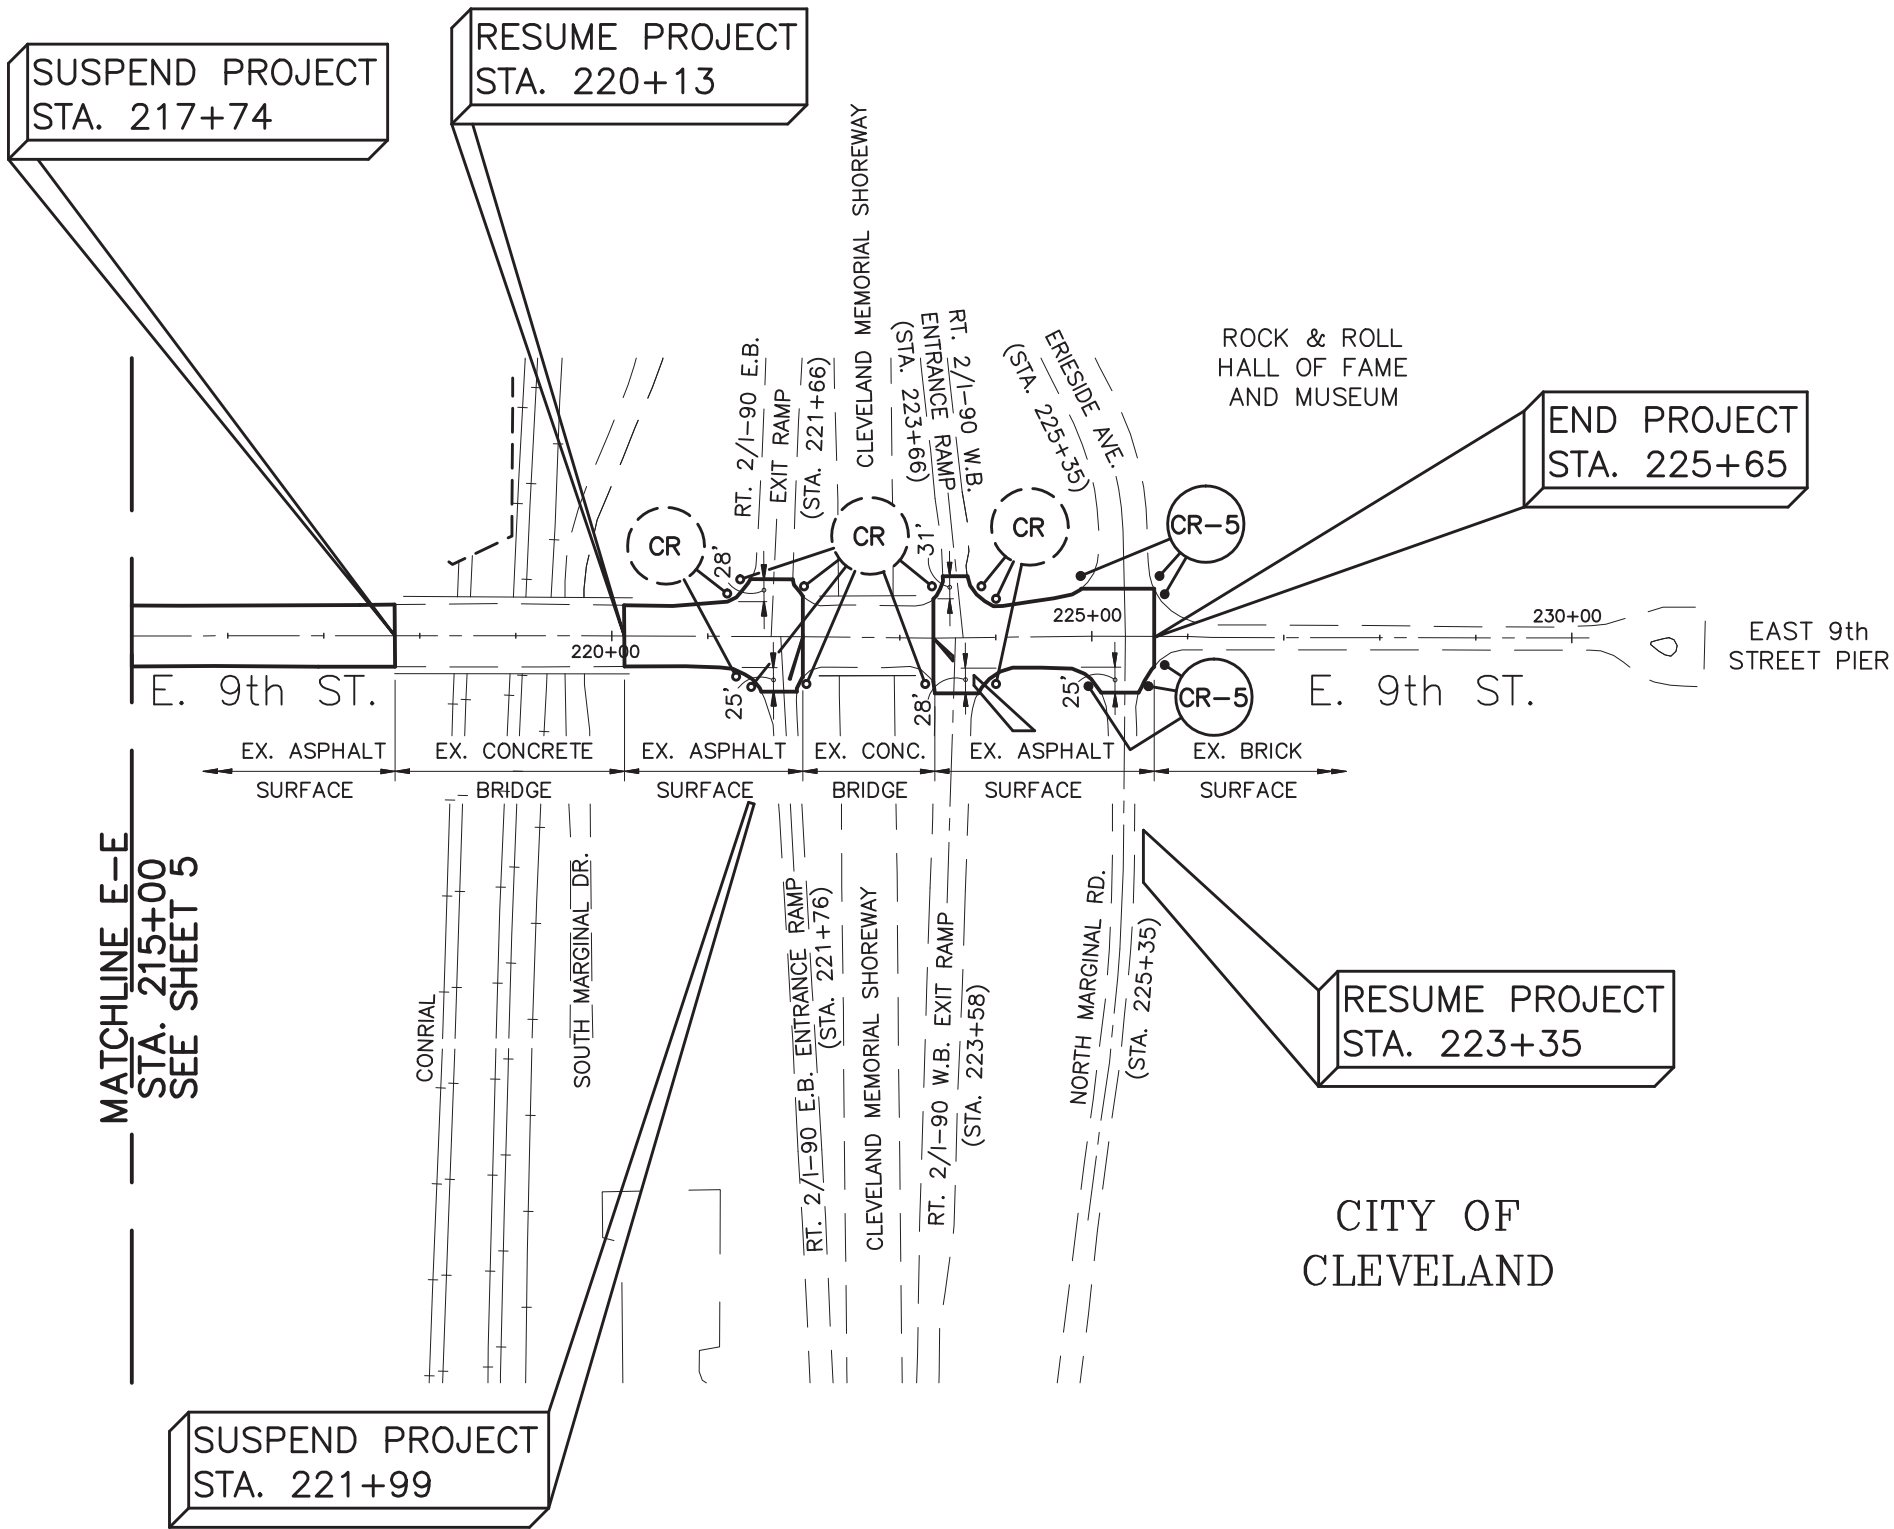 RESUME PROJECT
STA. 220+13
SUSPEND PROJECT
STA. 217+74
CLEVELAND MEMORIAL SHOREWAY
RT. 2/I-90 E.B.
EXIT RAMP
(STA. 221+66)
RT. 2/I-90 W.B.
ENTRANCE RAMP
(STA. 223+66)
ERIESIDE AVE.
(STA. 225+35)
ROCK & ROLL
HALL OF FAME
AND MUSEUM
END PROJECT
STA. 225+65
CR
CR
CR
CR-5
28'
31'
220+00
225+00
230+00
EAST 9th
STREET PIER
E. 9th ST.
25'
28'
25'
CR-5
E. 9th ST.
EX. ASPHALT
SURFACE
EX. CONCRETE
BRIDGE
EX. ASPHALT
SURFACE
EX. CONC.
BRIDGE
EX. ASPHALT
SURFACE
EX. BRICK
SURFACE
MATCHLINE E-E
STA. 215+00
SEE SHEET 5
CONRIAL
SOUTH MARGINAL DR.
RT. 2/I-90 E.B. ENTRANCE RAMP
(STA. 221+76)
CLEVELAND MEMORIAL SHOREWAY
RT. 2/I-90 W.B. EXIT RAMP
(STA. 223+58)
NORTH MARGINAL RD.
(STA. 225+35)
RESUME PROJECT
STA. 223+35
CITY OF
CLEVELAND
SUSPEND PROJECT
STA. 221+99